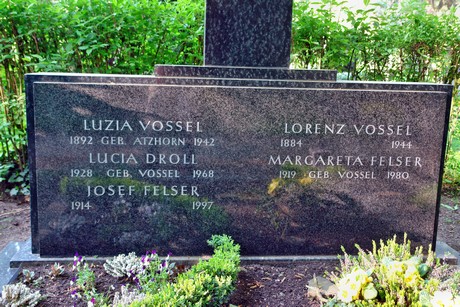 LUZIA VOSSEL
1892 GEB. ATZHORN 1942
LUCIA DROLL
1928 GEB. VOSSEL 1968
JOSEF FELSER
1914 1997
LORENZ VOSSEL
1884 1944
MARGARETA FELSER
1919 GEB. VOSSEL 1980